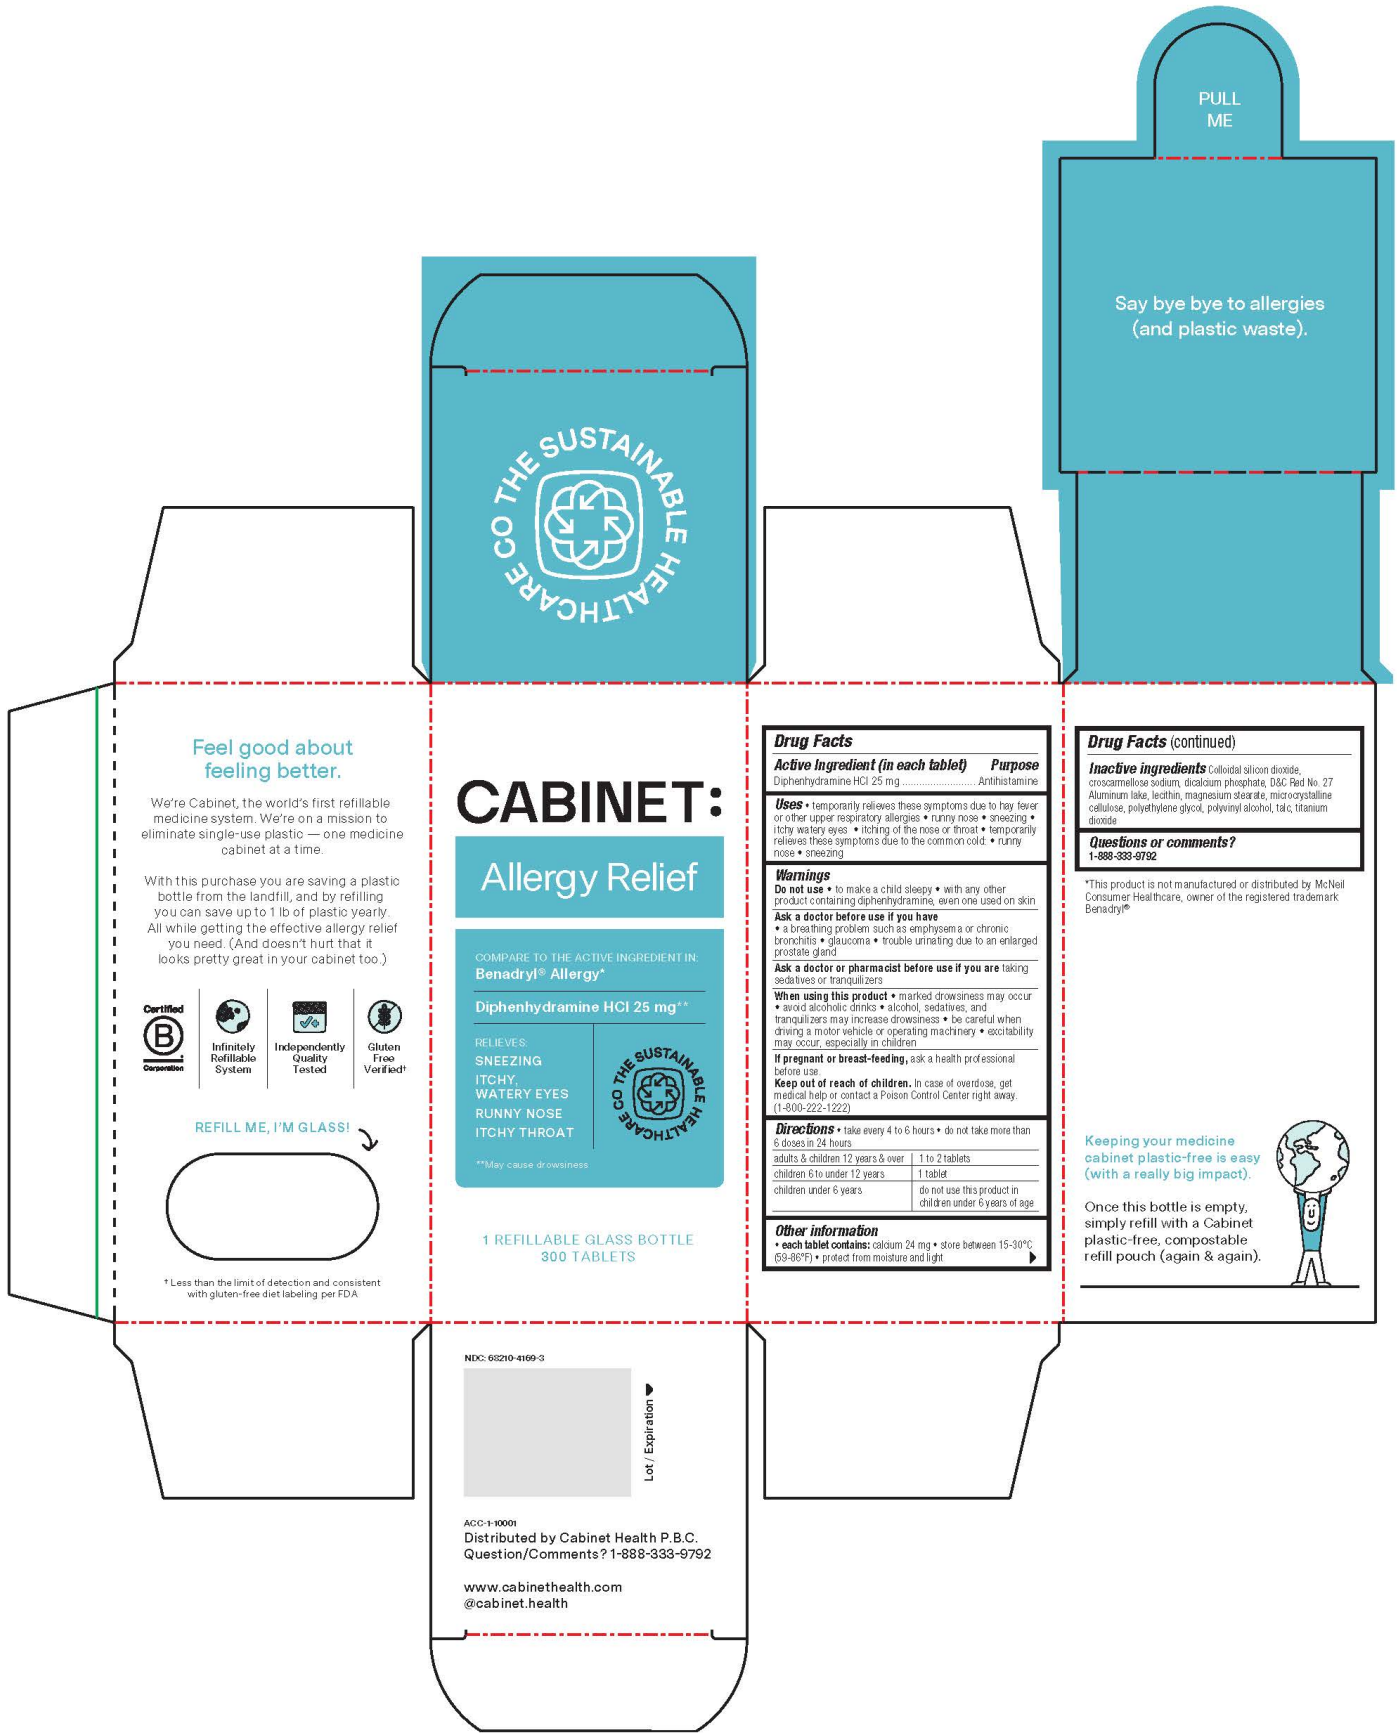 PULL
ME
Say bye bye to allergies
(and plastic waste).
THE SUSTAINABLE HEALTHCARE CO
Feel good about
feeling better.
We're Cabinet, the world's first refillable
medicine system. We're on a mission to
eliminate single-use plastic — one medicine
cabinet at a time.
With this purchase you are saving a plastic
bottle from the landfill, and by refilling
you can save up to 1 lb of plastic yearly.
All while getting the effective allergy relief
you need. (And doesn't hurt that it
looks pretty great in your cabinet too.)
Certified
B
Corporation
Infinitely
Refillable
System
Independently
Quality
Tested
Gluten
Free
Verified†
REFILL ME, I'M GLASS!
† Less than the limit of detection and consistent
with gluten-free diet labeling per FDA
CABINET:
Allergy Relief
COMPARE TO THE ACTIVE INGREDIENT IN:
Benadryl® Allergy*
Diphenhydramine HCl 25 mg**
RELIEVES:
SNEEZING
ITCHY,
WATERY EYES
RUNNY NOSE
ITCHY THROAT
THE SUSTAINABLE HEALTHCARE CO
**May cause drowsiness
1 REFILLABLE GLASS BOTTLE
300 TABLETS
Drug Facts
Active Ingredient (in each tablet) Purpose
Diphenhydramine HCl 25 mg ......................... Antihistamine
Uses • temporarily relieves these symptoms due to hay fever
or other upper respiratory allergies • runny nose • sneezing •
itchy watery eyes • itching of the nose or throat • temporarily
relieves these symptoms due to the common cold: • runny
nose • sneezing
Warnings
Do not use • to make a child sleepy • with any other
product containing diphenhydramine, even one used on skin
Ask a doctor before use if you have
• a breathing problem such as emphysema or chronic
bronchitis • glaucoma • trouble urinating due to an enlarged
prostate gland
Ask a doctor or pharmacist before use if you are taking
sedatives or tranquilizers
When using this product • marked drowsiness may occur
• avoid alcoholic drinks • alcohol, sedatives, and
tranquilizers may increase drowsiness • be careful when
driving a motor vehicle or operating machinery • excitability
may occur, especially in children
If pregnant or breast-feeding, ask a health professional
before use.
Keep out of reach of children. In case of overdose, get
medical help or contact a Poison Control Center right away.
(1-800-222-1222)
Directions • take every 4 to 6 hours • do not take more than
6 doses in 24 hours
adults & children 12 years & over 1 to 2 tablets
children 6 to under 12 years 1 tablet
children under 6 years do not use this product in
children under 6 years of age
Other information
• each tablet contains: calcium 24 mg • store between 15-30°C
(59-86°F) • protect from moisture and light
Drug Facts (continued)
Inactive ingredients Colloidal silicon dioxide,
croscarmellose sodium, dicalcium phosphate, D&C Red No. 27
Aluminum lake, lecithin, magnesium stearate, microcrystalline
cellulose, polyethylene glycol, polyvinyl alcohol, talc, titanium
dioxide
Questions or comments?
1-888-333-9792
*This product is not manufactured or distributed by McNeil
Consumer Healthcare, owner of the registered trademark
Benadryl®
Keeping your medicine
cabinet plastic-free is easy
(with a really big impact).
Once this bottle is empty,
simply refill with a Cabinet
plastic-free, compostable
refill pouch (again & again).
NDC: 68210-4169-3
Lot / Expiration
ACC-1-10001
Distributed by Cabinet Health P.B.C.
Question/Comments? 1-888-333-9792
www.cabinethealth.com
@cabinet.health